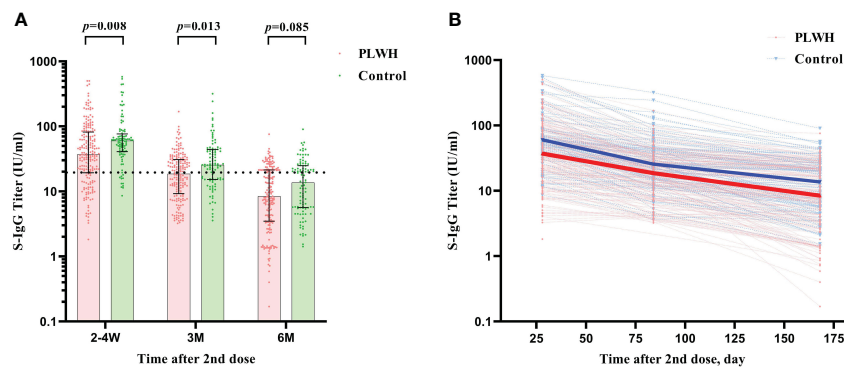 A
p=0.008
p=0.013
p=0.085
PLWH
Control
1000
100
10
1
0.1
S-IgG Titer (IU/ml)
2-4W
3M
6M
Time after 2nd dose
B
PLWH
Control
1000
100
10
1
0.1
S-IgG Titer (IU/ml)
25
50
75
100
125
150
175
Time after 2nd dose, day